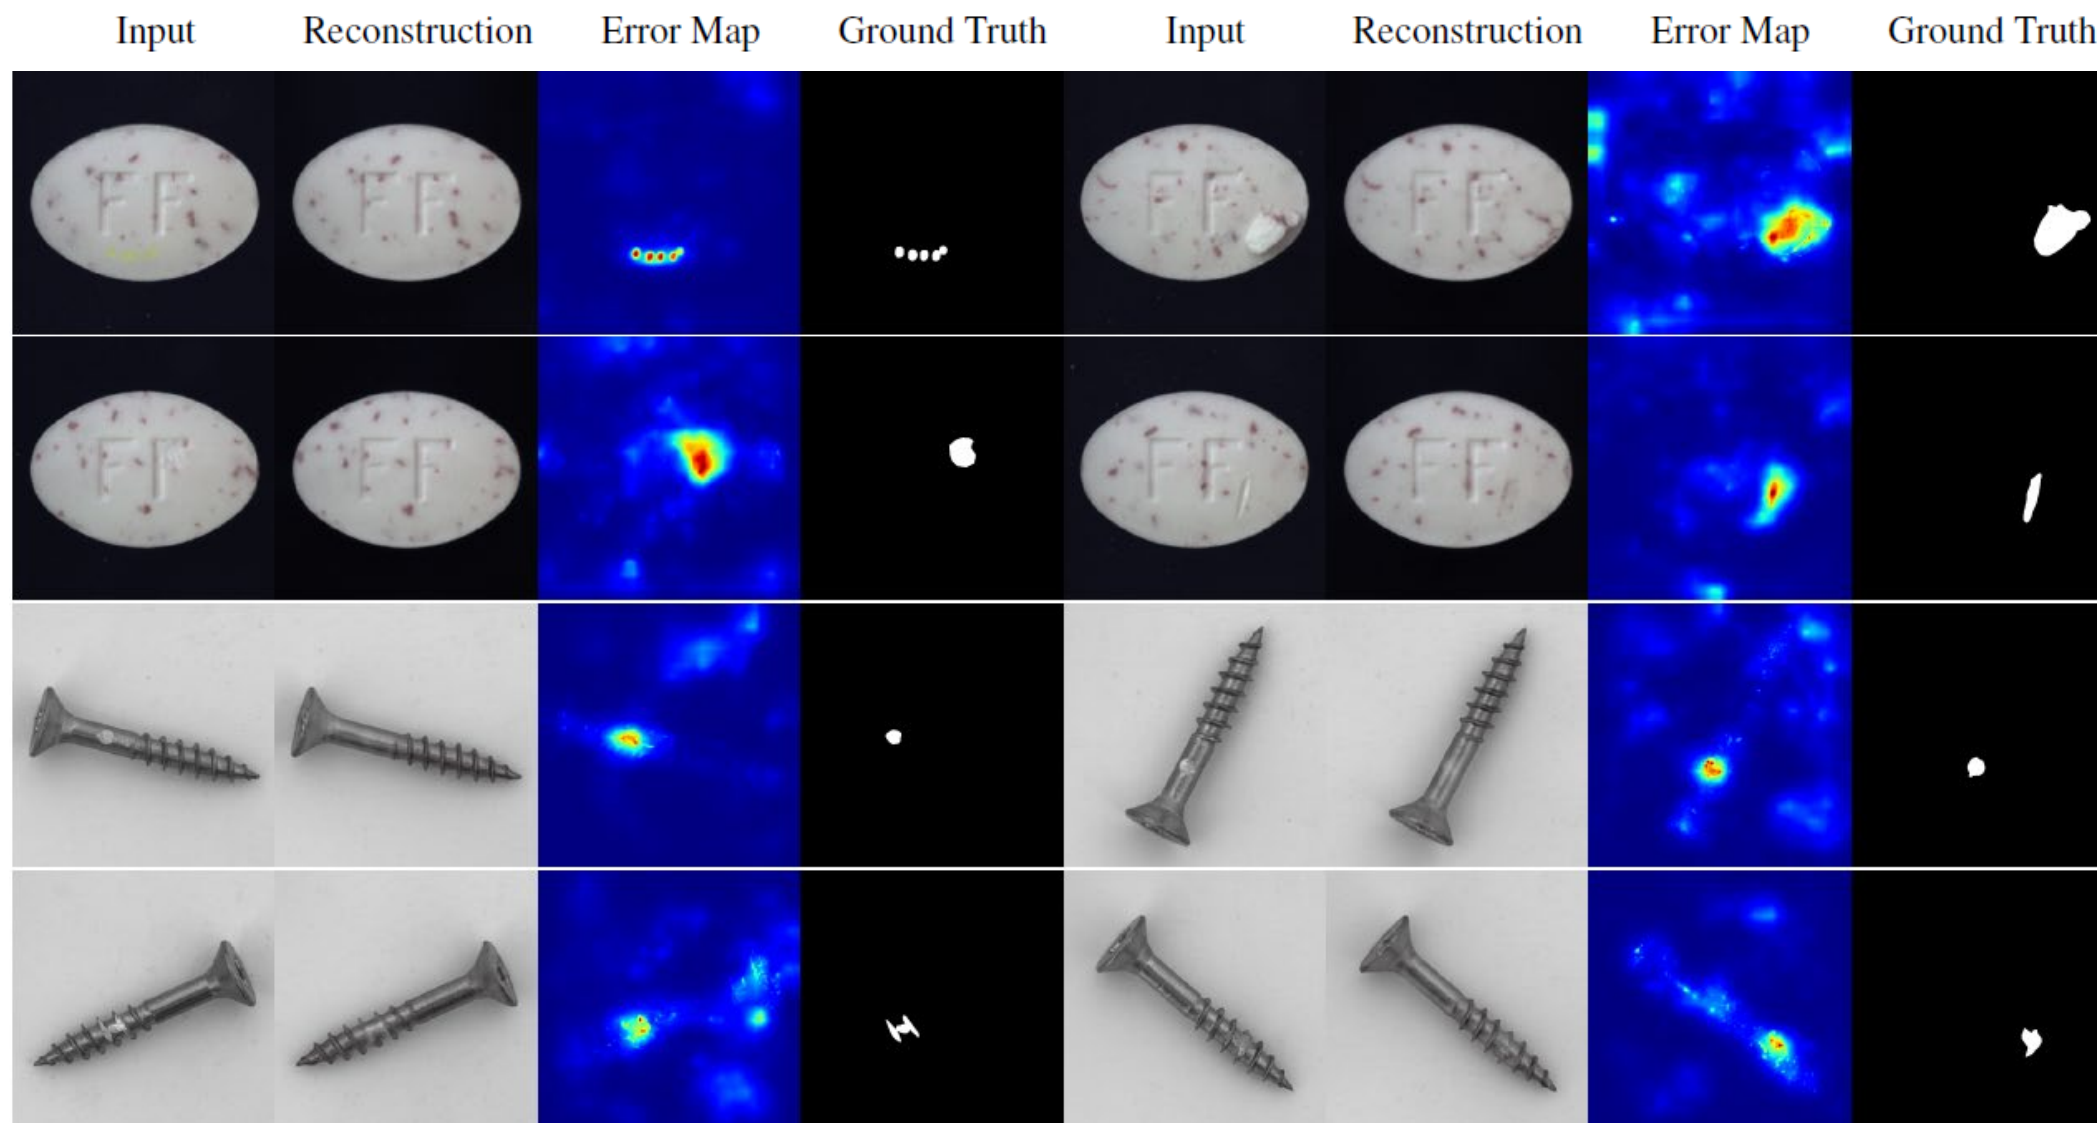 Input Reconstruction Error Map Ground Truth Input Reconstruction Error Map Ground Truth
FF FF FF FF
FF FF FF FF